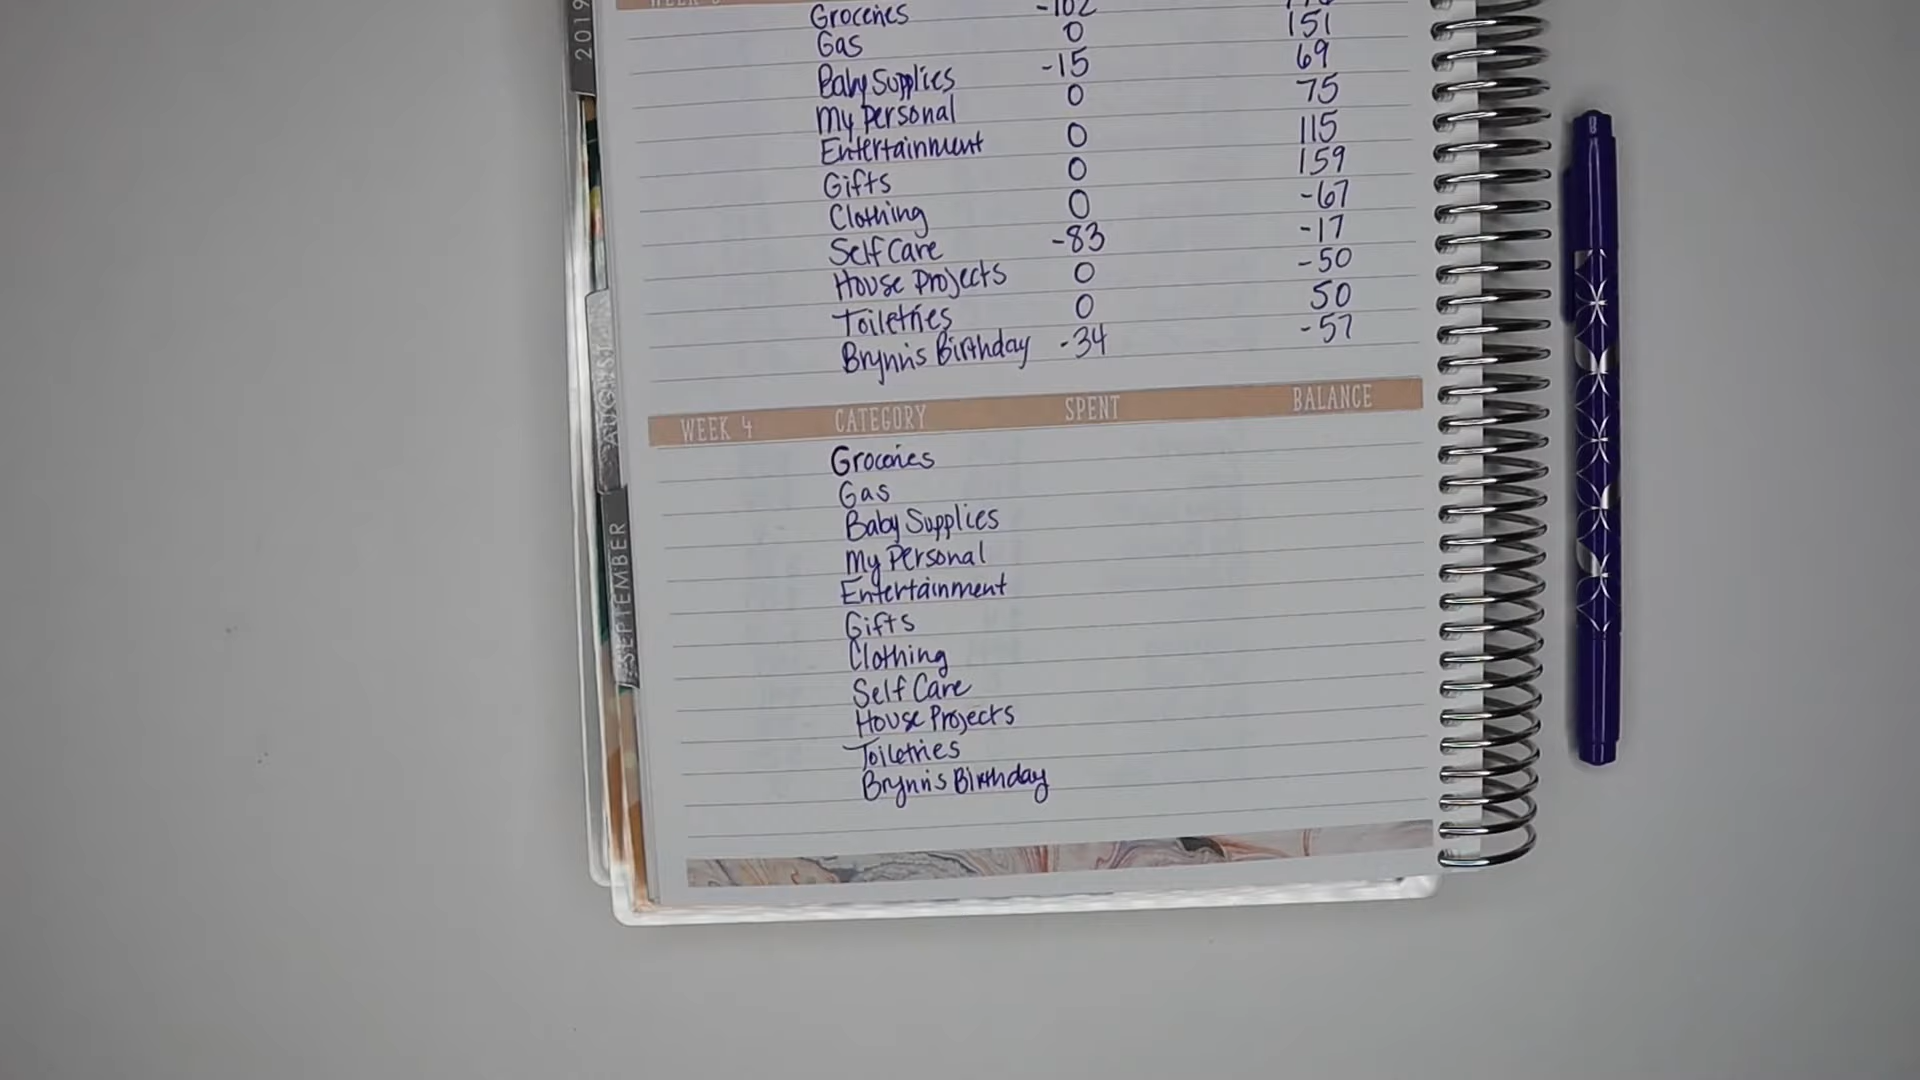 2019
AUGUST
SEPTEMBER
Groceries -102
Gas 0 151
Baby Supplies -15 69
My Personal 0 75
Entertainment 0 115
Gifts 0 159
Clothing 0 -67
Self Care -83 -17
House Projects 0 -50
Toiletries 0 50
Brynn's Birthday -34 -57
WEEK 4 CATEGORY SPENT BALANCE
Groceries
Gas
Baby Supplies
My Personal
Entertainment
Gifts
Clothing
Self Care
House Projects
Toiletries
Brynn's Birthday